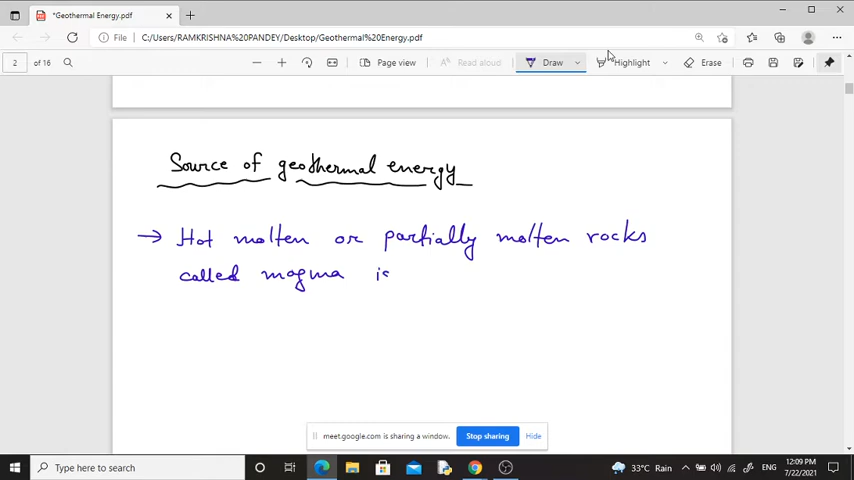 *Geothermal Energy.pdf
File C:/Users/RAMKRISHNA%20PANDEY/Desktop/Geothermal%20Energy.pdf
2 of 16 Page view Read aloud Draw Highlight Erase
Source of geothermal energy
→ Hot molten or partially molten rocks
called magma is
meet.google.com is sharing a window. Stop sharing Hide
Type here to search 33°C Rain ENG 12:09 PM
7/22/2021